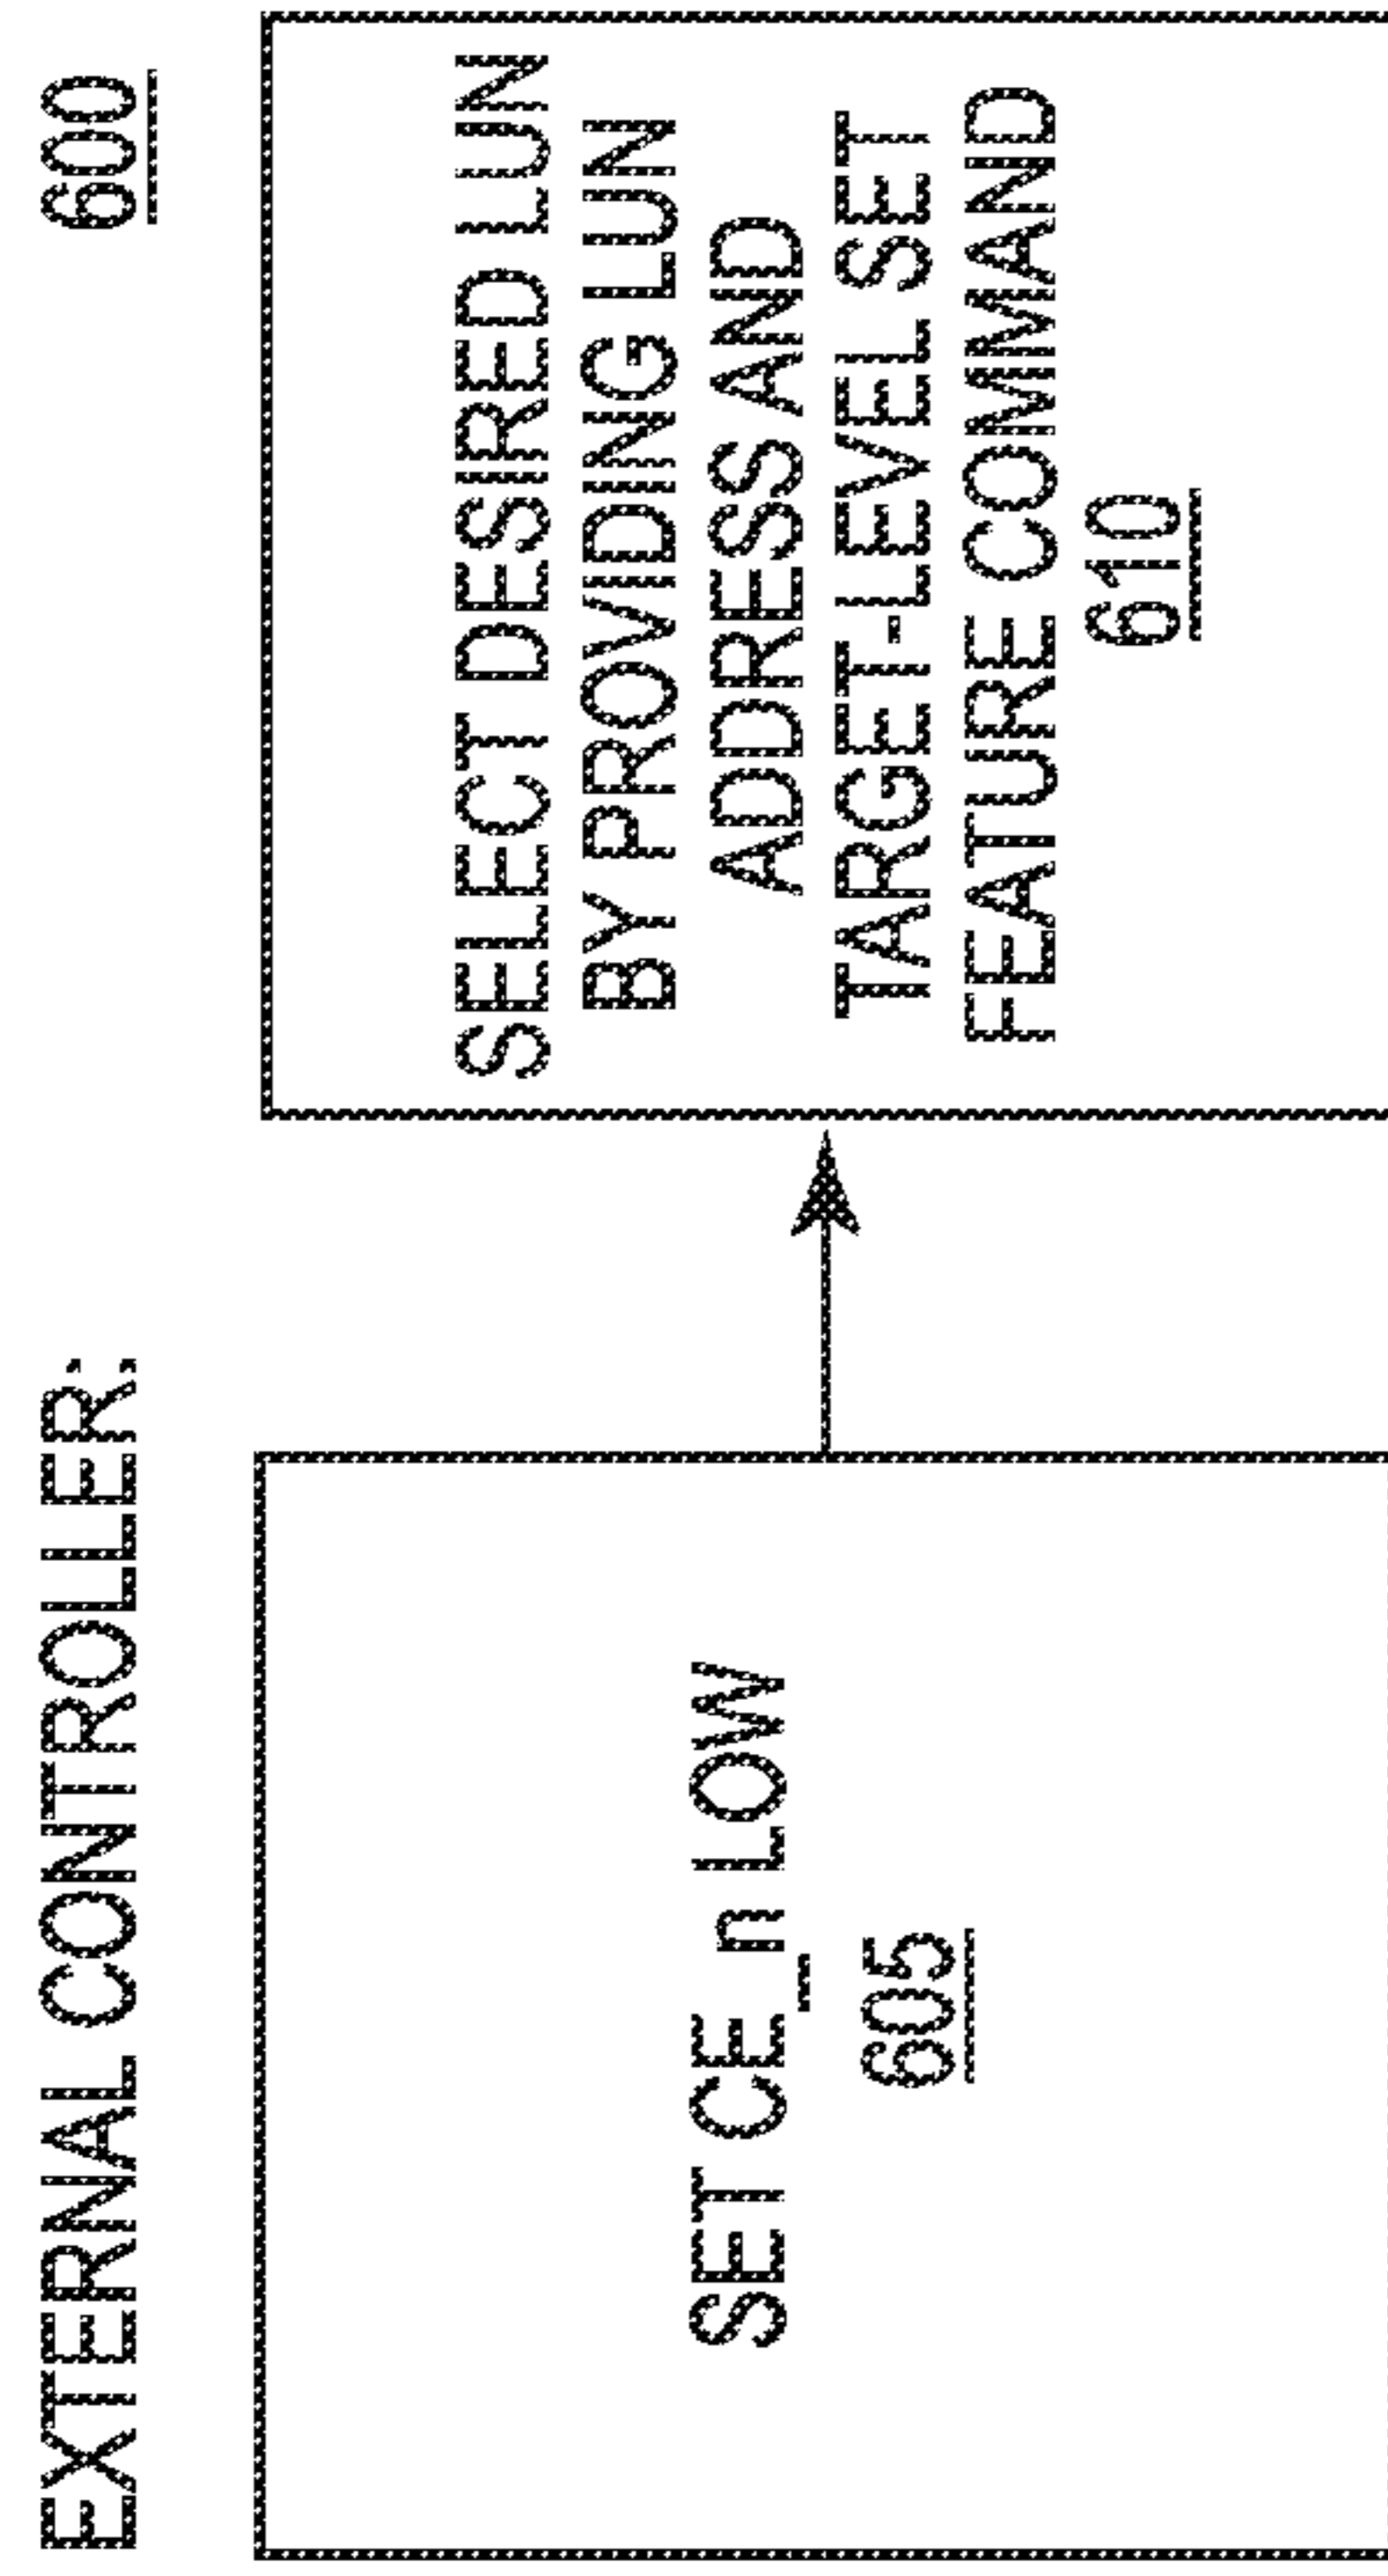 EXTERNAL CONTROLLER:
600
SET CE_n LOW
605
SELECT DESIRED LUN
BY PROVIDING LUN
ADDRESS AND
TARGET-LEVEL SET
FEATURE COMMAND
610